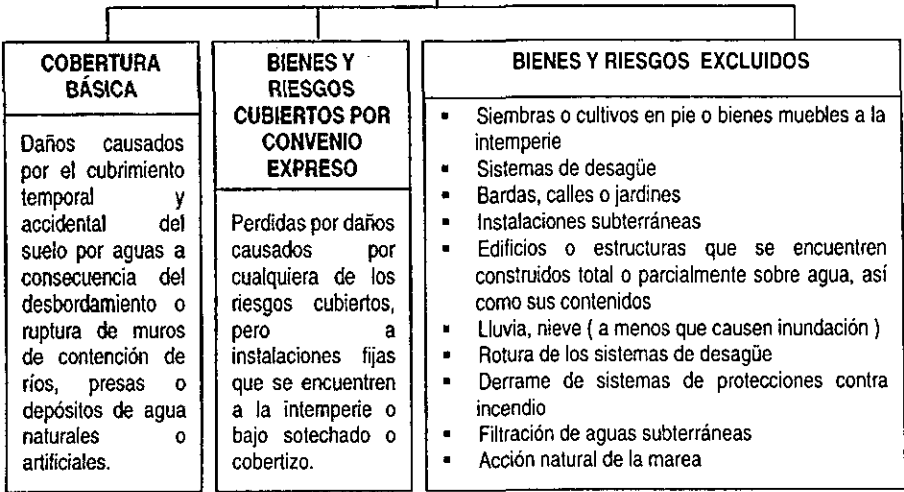 COBERTURA
BÁSICA
Daños causados
por el cubrimiento
temporal y
accidental del
suelo por aguas a
consecuencia del
desbordamiento o
ruptura de muros
de contención de
ríos, presas o
depósitos de agua
naturales o
artificiales.
BIENES Y
RIESGOS
CUBIERTOS POR
CONVENIO
EXPRESO
Perdidas por daños
causados por
cualquiera de los
riesgos cubiertos,
pero a
instalaciones fijas
que se encuentren
a la intemperie o
bajo sotechado o
cobertizo.
BIENES Y RIESGOS EXCLUIDOS
▪ Siembras o cultivos en pie o bienes muebles a la
intemperie
▪ Sistemas de desagüe
▪ Bardas, calles o jardines
▪ Instalaciones subterráneas
▪ Edificios o estructuras que se encuentren
construidos total o parcialmente sobre agua, así
como sus contenidos
▪ Lluvia, nieve ( a menos que causen inundación )
▪ Rotura de los sistemas de desagüe
▪ Derrame de sistemas de protecciones contra
incendio
▪ Filtración de aguas subterráneas
▪ Acción natural de la marea